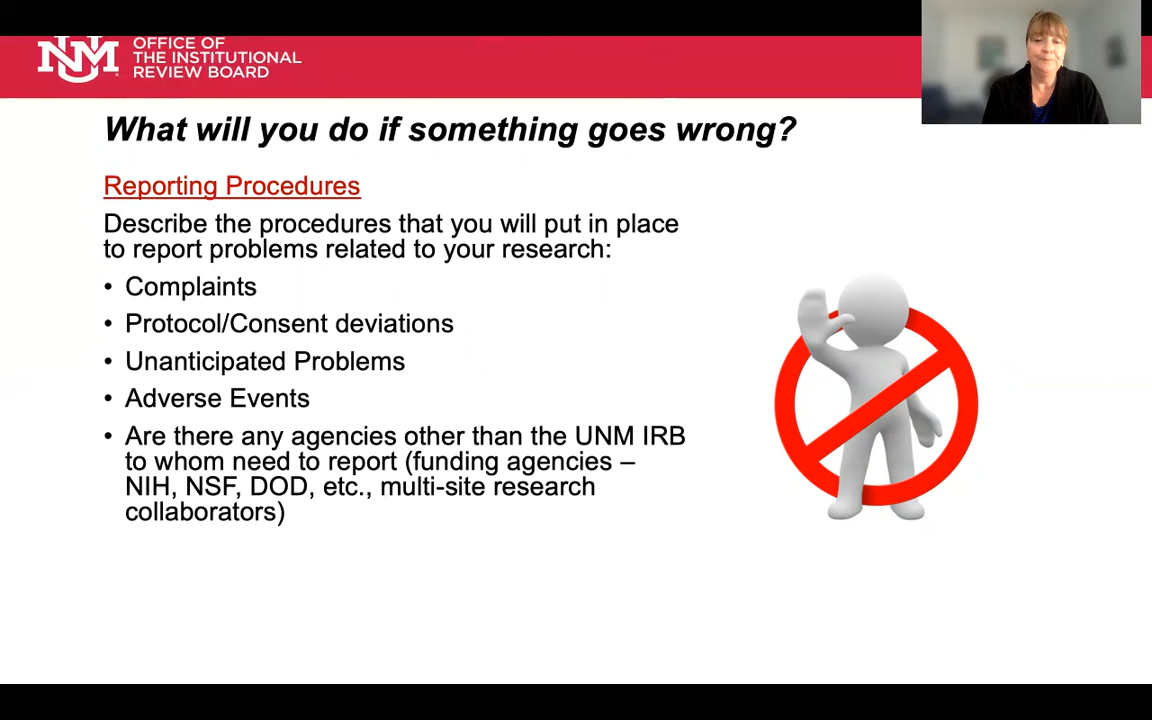 UNM
OFFICE OF
THE INSTITUTIONAL
REVIEW BOARD
What will you do if something goes wrong?
Reporting Procedures
Describe the procedures that you will put in place
to report problems related to your research:
• Complaints
• Protocol/Consent deviations
• Unanticipated Problems
• Adverse Events
• Are there any agencies other than the UNM IRB
to whom need to report (funding agencies –
NIH, NSF, DOD, etc., multi-site research
collaborators)